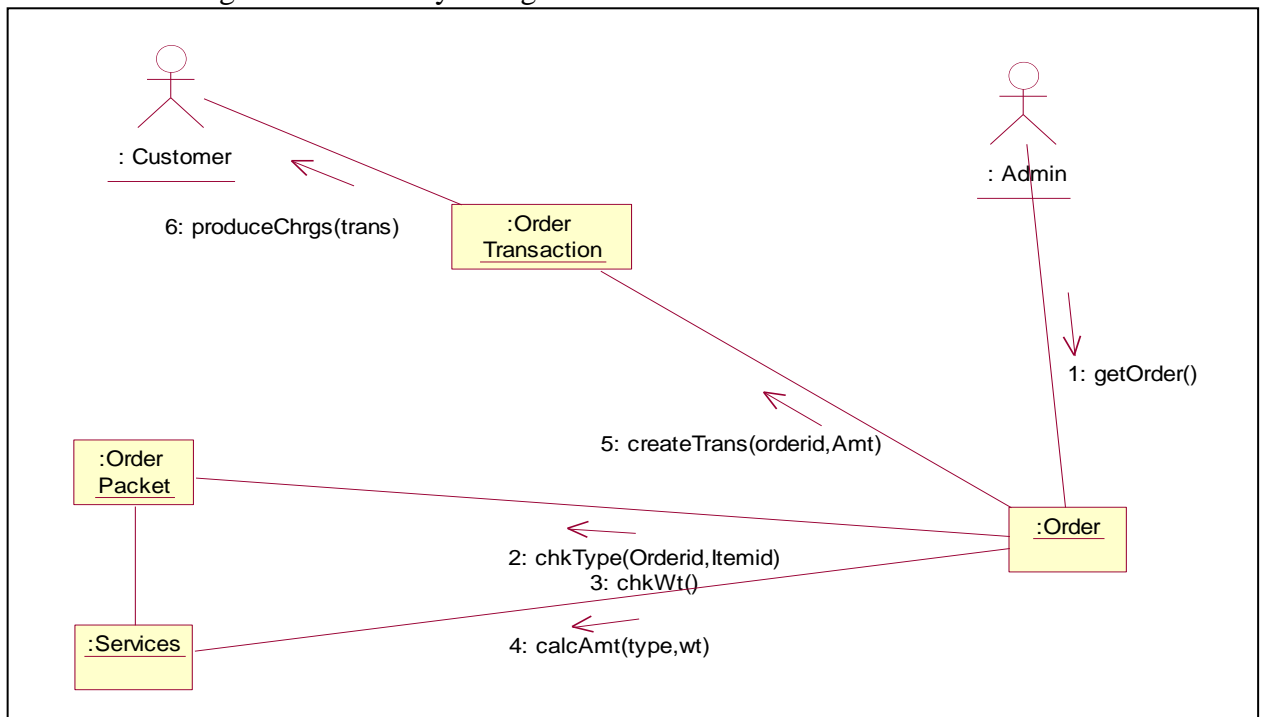 : Customer
: Admin
6: produceChrgs(trans)
:Order
Transaction
1: getOrder()
5: createTrans(orderid,Amt)
:Order
Packet
:Order
2: chkType(Orderid,Itemid)
3: chkWt()
:Services
4: calcAmt(type,wt)